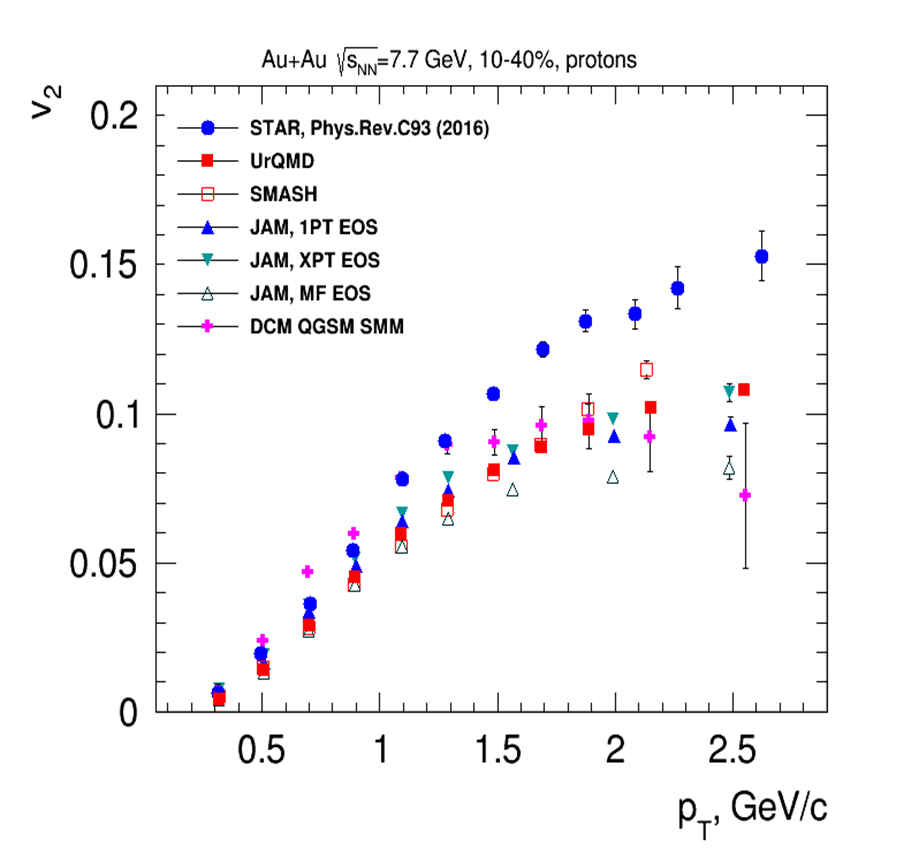 Au+Au √sNN=7.7 GeV, 10-40%, protons
v2
0.2
STAR, Phys.Rev.C93 (2016)
UrQMD
SMASH
JAM, 1PT EOS
0.15
JAM, XPT EOS
JAM, MF EOS
DCM QGSM SMM
0.1
0.05
0
0.5 1 1.5 2 2.5
pT, GeV/c